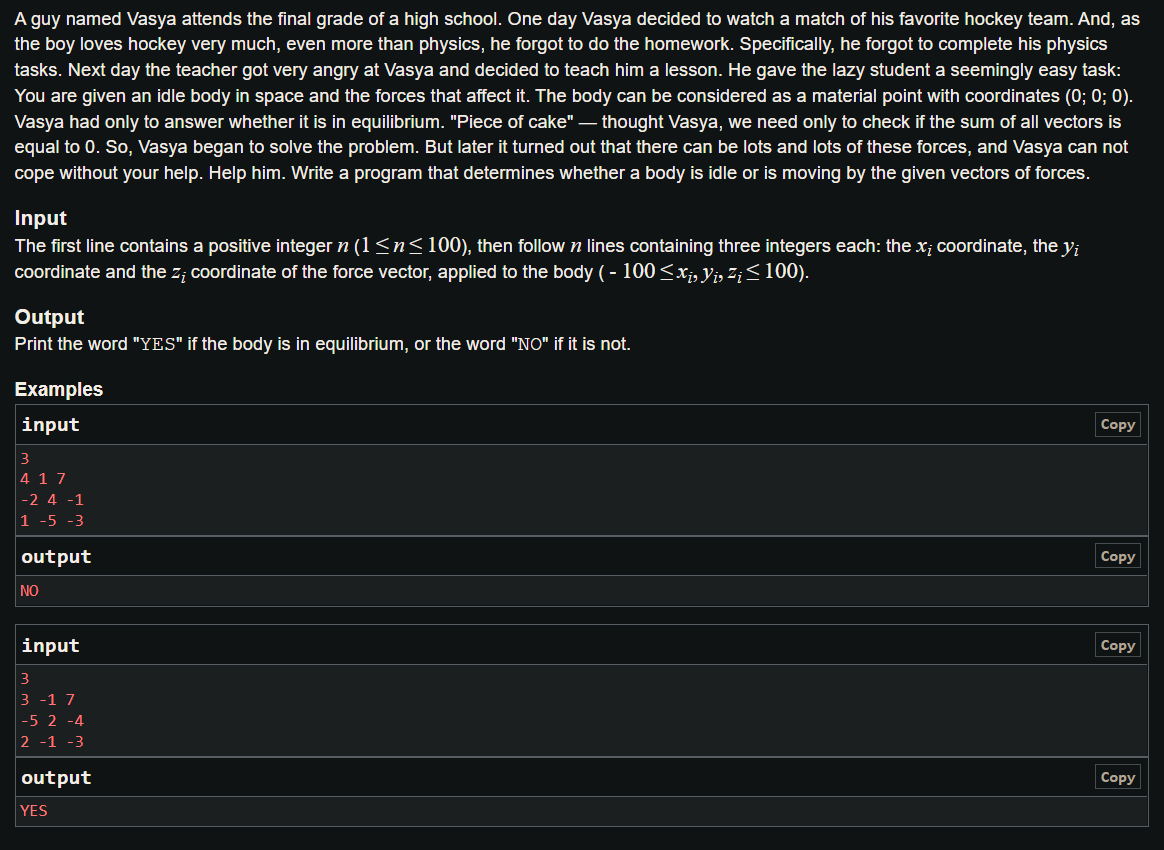 A guy named Vasya attends the final grade of a high school. One day Vasya decided to watch a match of his favorite hockey team. And, as
the boy loves hockey very much, even more than physics, he forgot to do the homework. Specifically, he forgot to complete his physics
tasks. Next day the teacher got very angry at Vasya and decided to teach him a lesson. He gave the lazy student a seemingly easy task:
You are given an idle body in space and the forces that affect it. The body can be considered as a material point with coordinates (0; 0; 0).
Vasya had only to answer whether it is in equilibrium. "Piece of cake" — thought Vasya, we need only to check if the sum of all vectors is
equal to 0. So, Vasya began to solve the problem. But later it turned out that there can be lots and lots of these forces, and Vasya can not
cope without your help. Help him. Write a program that determines whether a body is idle or is moving by the given vectors of forces.
Input
The first line contains a positive integer n (1 ≤ n ≤ 100), then follow n lines containing three integers each: the xᵢ coordinate, the yᵢ
coordinate and the zᵢ coordinate of the force vector, applied to the body ( - 100 ≤ xᵢ, yᵢ, zᵢ ≤ 100).
Output
Print the word "YES" if the body is in equilibrium, or the word "NO" if it is not.
Examples
input Copy
3
4 1 7
-2 4 -1
1 -5 -3
output Copy
NO
input Copy
3
3 -1 7
-5 2 -4
2 -1 -3
output Copy
YES